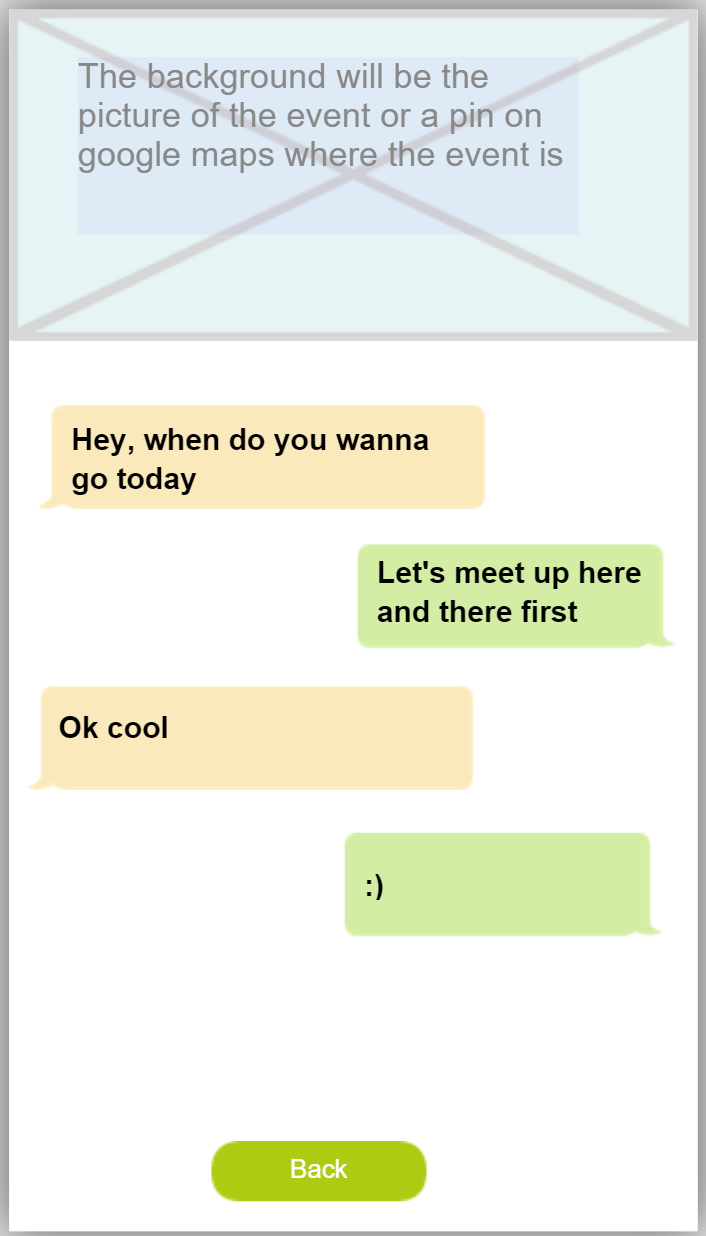 The background will be the
picture of the event or a pin on
google maps where the event is
Hey, when do you wanna
go today
Let's meet up here
and there first
Ok cool
:)
Back